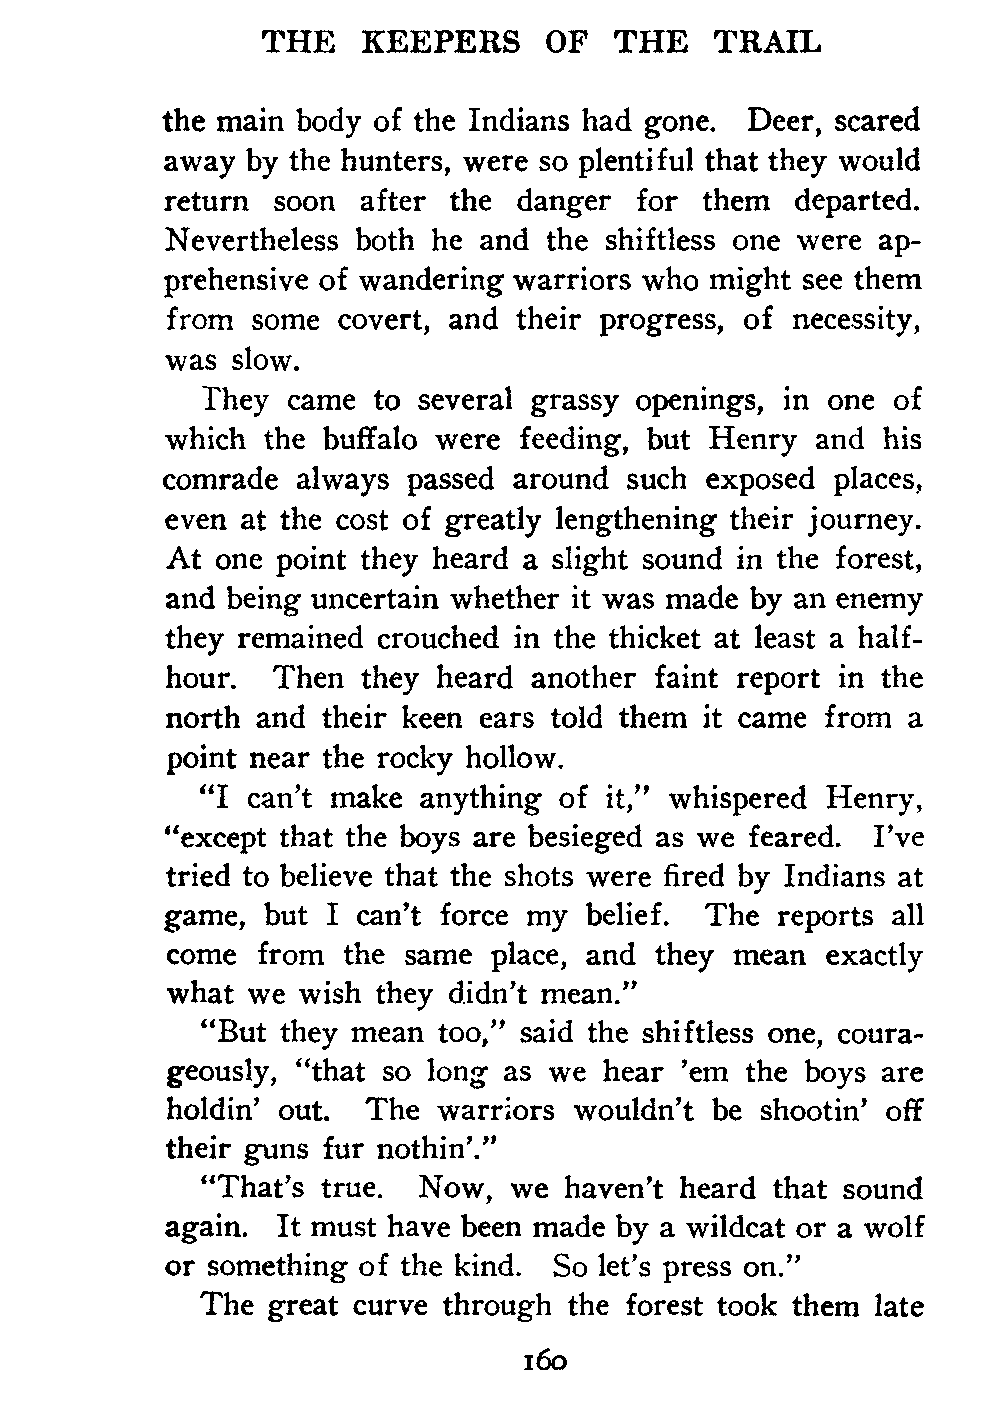 THE KEEPERS OF THE TRAIL
the main body of the Indians had gone. Deer, scared
away by the hunters, were so plentiful that they would
return soon after the danger for them departed.
Nevertheless both he and the shiftless one were ap-
prehensive of wandering warriors who might see them
from some covert, and their progress, of necessity,
was slow.
They came to several grassy openings, in one of
which the buffalo were feeding, but Henry and his
comrade always passed around such exposed places,
even at the cost of greatly lengthening their journey.
At one point they heard a slight sound in the forest,
and being uncertain whether it was made by an enemy
they remained crouched in the thicket at least a half-
hour. Then they heard another faint report in the
north and their keen ears told them it came from a
point near the rocky hollow.
"I can't make anything of it," whispered Henry,
"except that the boys are besieged as we feared. I've
tried to believe that the shots were fired by Indians at
game, but I can't force my belief. The reports all
come from the same place, and they mean exactly
what we wish they didn't mean."
"But they mean too," said the shiftless one, coura-
geously, "that so long as we hear 'em the boys are
holdin' out. The warriors wouldn't be shootin' off
their guns fur nothin'."
"That's true. Now, we haven't heard that sound
again. It must have been made by a wildcat or a wolf
or something of the kind. So let's press on."
The great curve through the forest took them late
160